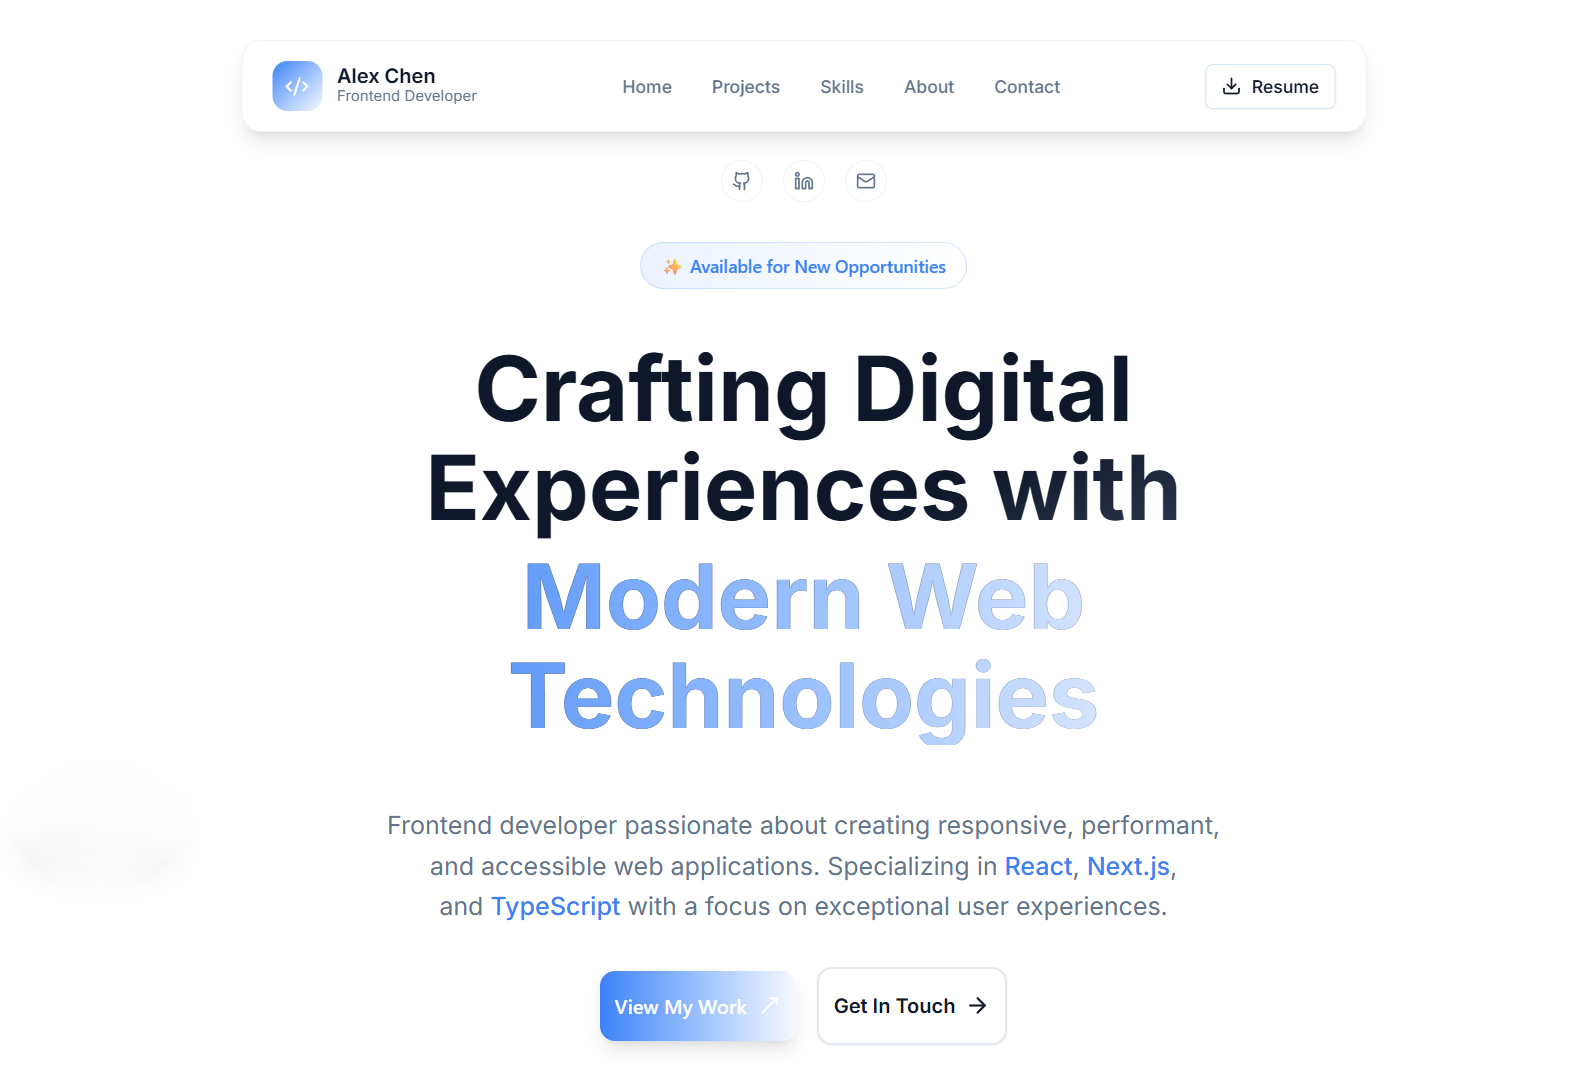 Alex Chen
Frontend Developer
Home
Projects
Skills
About
Contact
Resume
✨ Available for New Opportunities
Crafting Digital
Experiences with
Modern Web
Technologies
Frontend developer passionate about creating responsive, performant,
and accessible web applications. Specializing in React, Next.js,
and TypeScript with a focus on exceptional user experiences.
View My Work
Get In Touch